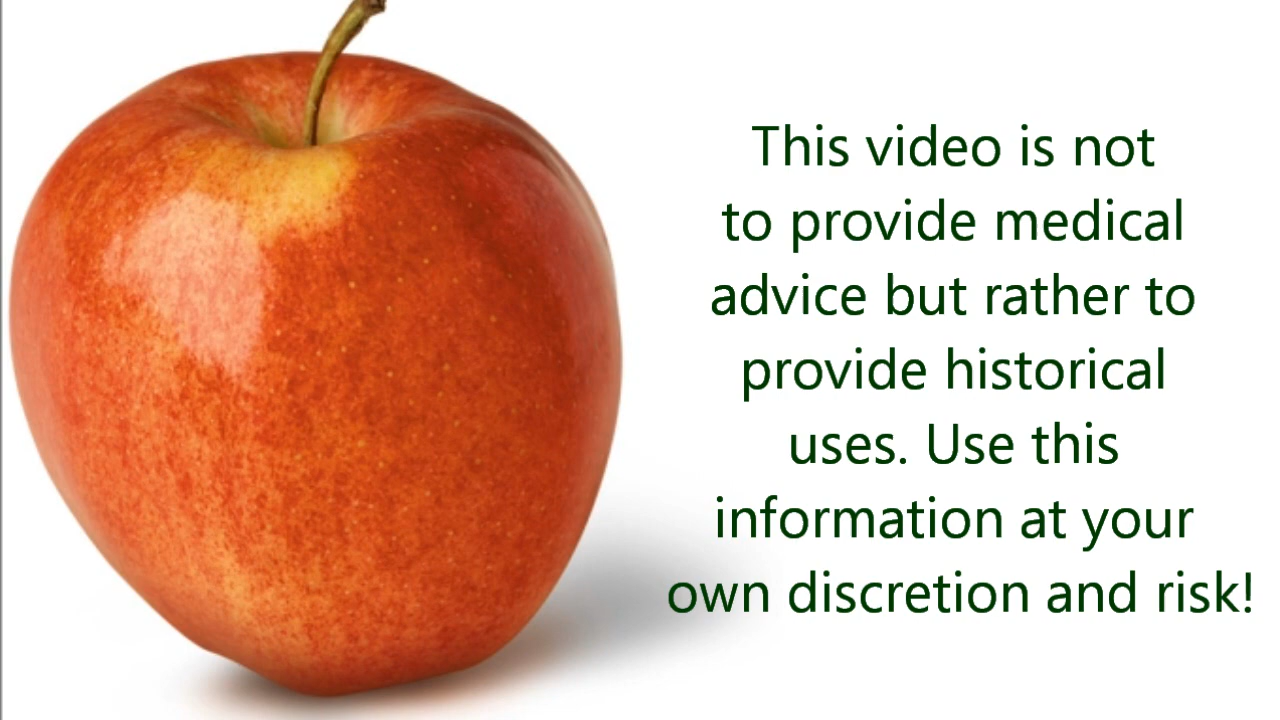 This video is not
to provide medical
advice but rather to
provide historical
uses. Use this
information at your
own discretion and risk!